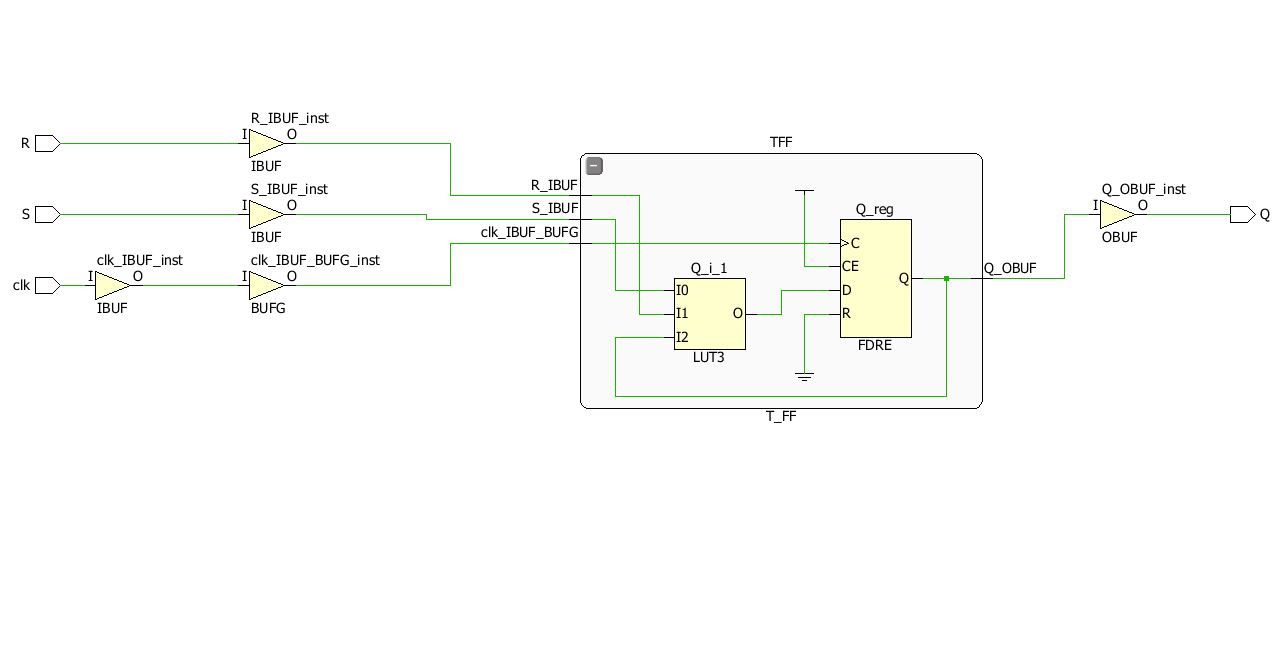 R
R_IBUF_inst
I
O
IBUF
S
S_IBUF_inst
I
O
IBUF
clk
clk_IBUF_inst
I
O
IBUF
clk_IBUF_BUFG_inst
I
O
BUFG
TFF
R_IBUF
S_IBUF
clk_IBUF_BUFG
Q_i_1
I0
I1
I2
O
LUT3
Q_reg
C
CE
D
R
Q
FDRE
T_FF
Q_OBUF
Q_OBUF_inst
I
O
OBUF
Q